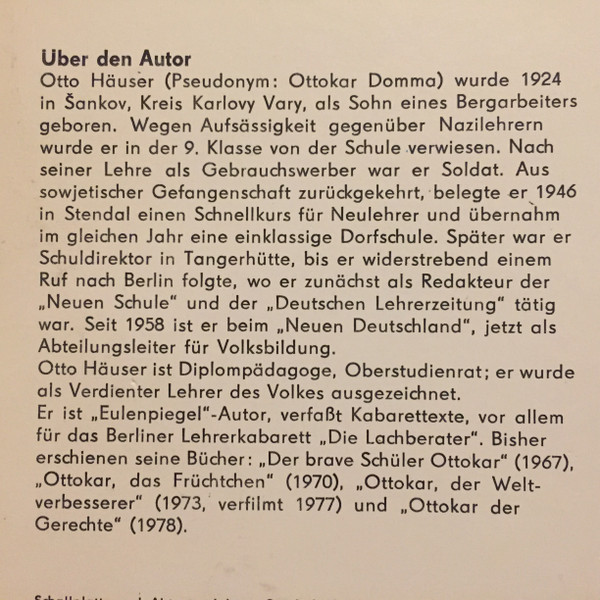 Über den Autor
Otto Häuser (Pseudonym: Ottokar Domma) wurde 1924
in Šankov, Kreis Karlovy Vary, als Sohn eines Bergarbeiters
geboren. Wegen Aufsässigkeit gegenüber Nazilehrern
wurde er in der 9. Klasse von der Schule verwiesen. Nach
seiner Lehre als Gebrauchswerber war er Soldat. Aus
sowjetischer Gefangenschaft zurückgekehrt, belegte er 1946
in Stendal einen Schnellkurs für Neulehrer und übernahm
im gleichen Jahr eine einklassige Dorfschule. Später war er
Schuldirektor in Tangerhütte, bis er widerstrebend einem
Ruf nach Berlin folgte, wo er zunächst als Redakteur der
„Neuen Schule“ und der „Deutschen Lehrerzeitung“ tätig
war. Seit 1958 ist er beim „Neuen Deutschland“, jetzt als
Abteilungsleiter für Volksbildung.
Otto Häuser ist Diplompädagoge, Oberstudienrat; er wurde
als Verdienter Lehrer des Volkes ausgezeichnet.
Er ist „Eulenpiegel“-Autor, verfaßt Kabarettexte, vor allem
für das Berliner Lehrerkabarett „Die Lachberater“. Bisher
erschienen seine Bücher: „Der brave Schüler Ottokar“ (1967),
„Ottokar, das Früchtchen“ (1970), „Ottokar, der Welt-
verbesserer“ (1973, verfilmt 1977) und „Ottokar der
Gerechte“ (1978).